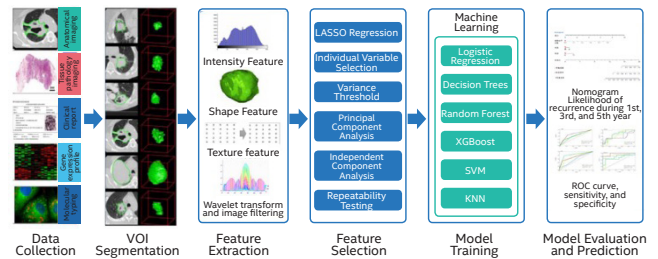 Anatomical
imaging
Tissue
pathology
imaging
Clinical
report
Gene
expression
profile
Molecular
typing
Data
Collection
VOI
Segmentation
Intensity Feature
Shape Feature
Texture feature
Wavelet transform
and image filtering
Feature
Extraction
LASSO Regression
Individual Variable
Selection
Variance
Threshold
Principal
Component
Analysis
Independent
Component
Analysis
Repeatability
Testing
Feature
Selection
Machine
Learning
Logistic
Regression
Decision Trees
Random Forest
XGBoost
SVM
KNN
Model
Training
Nomogram
Likelihood of
recurrence during 1st,
3rd, and 5th year
ROC curve,
sensitivity, and
specificity
Model Evaluation
and Prediction